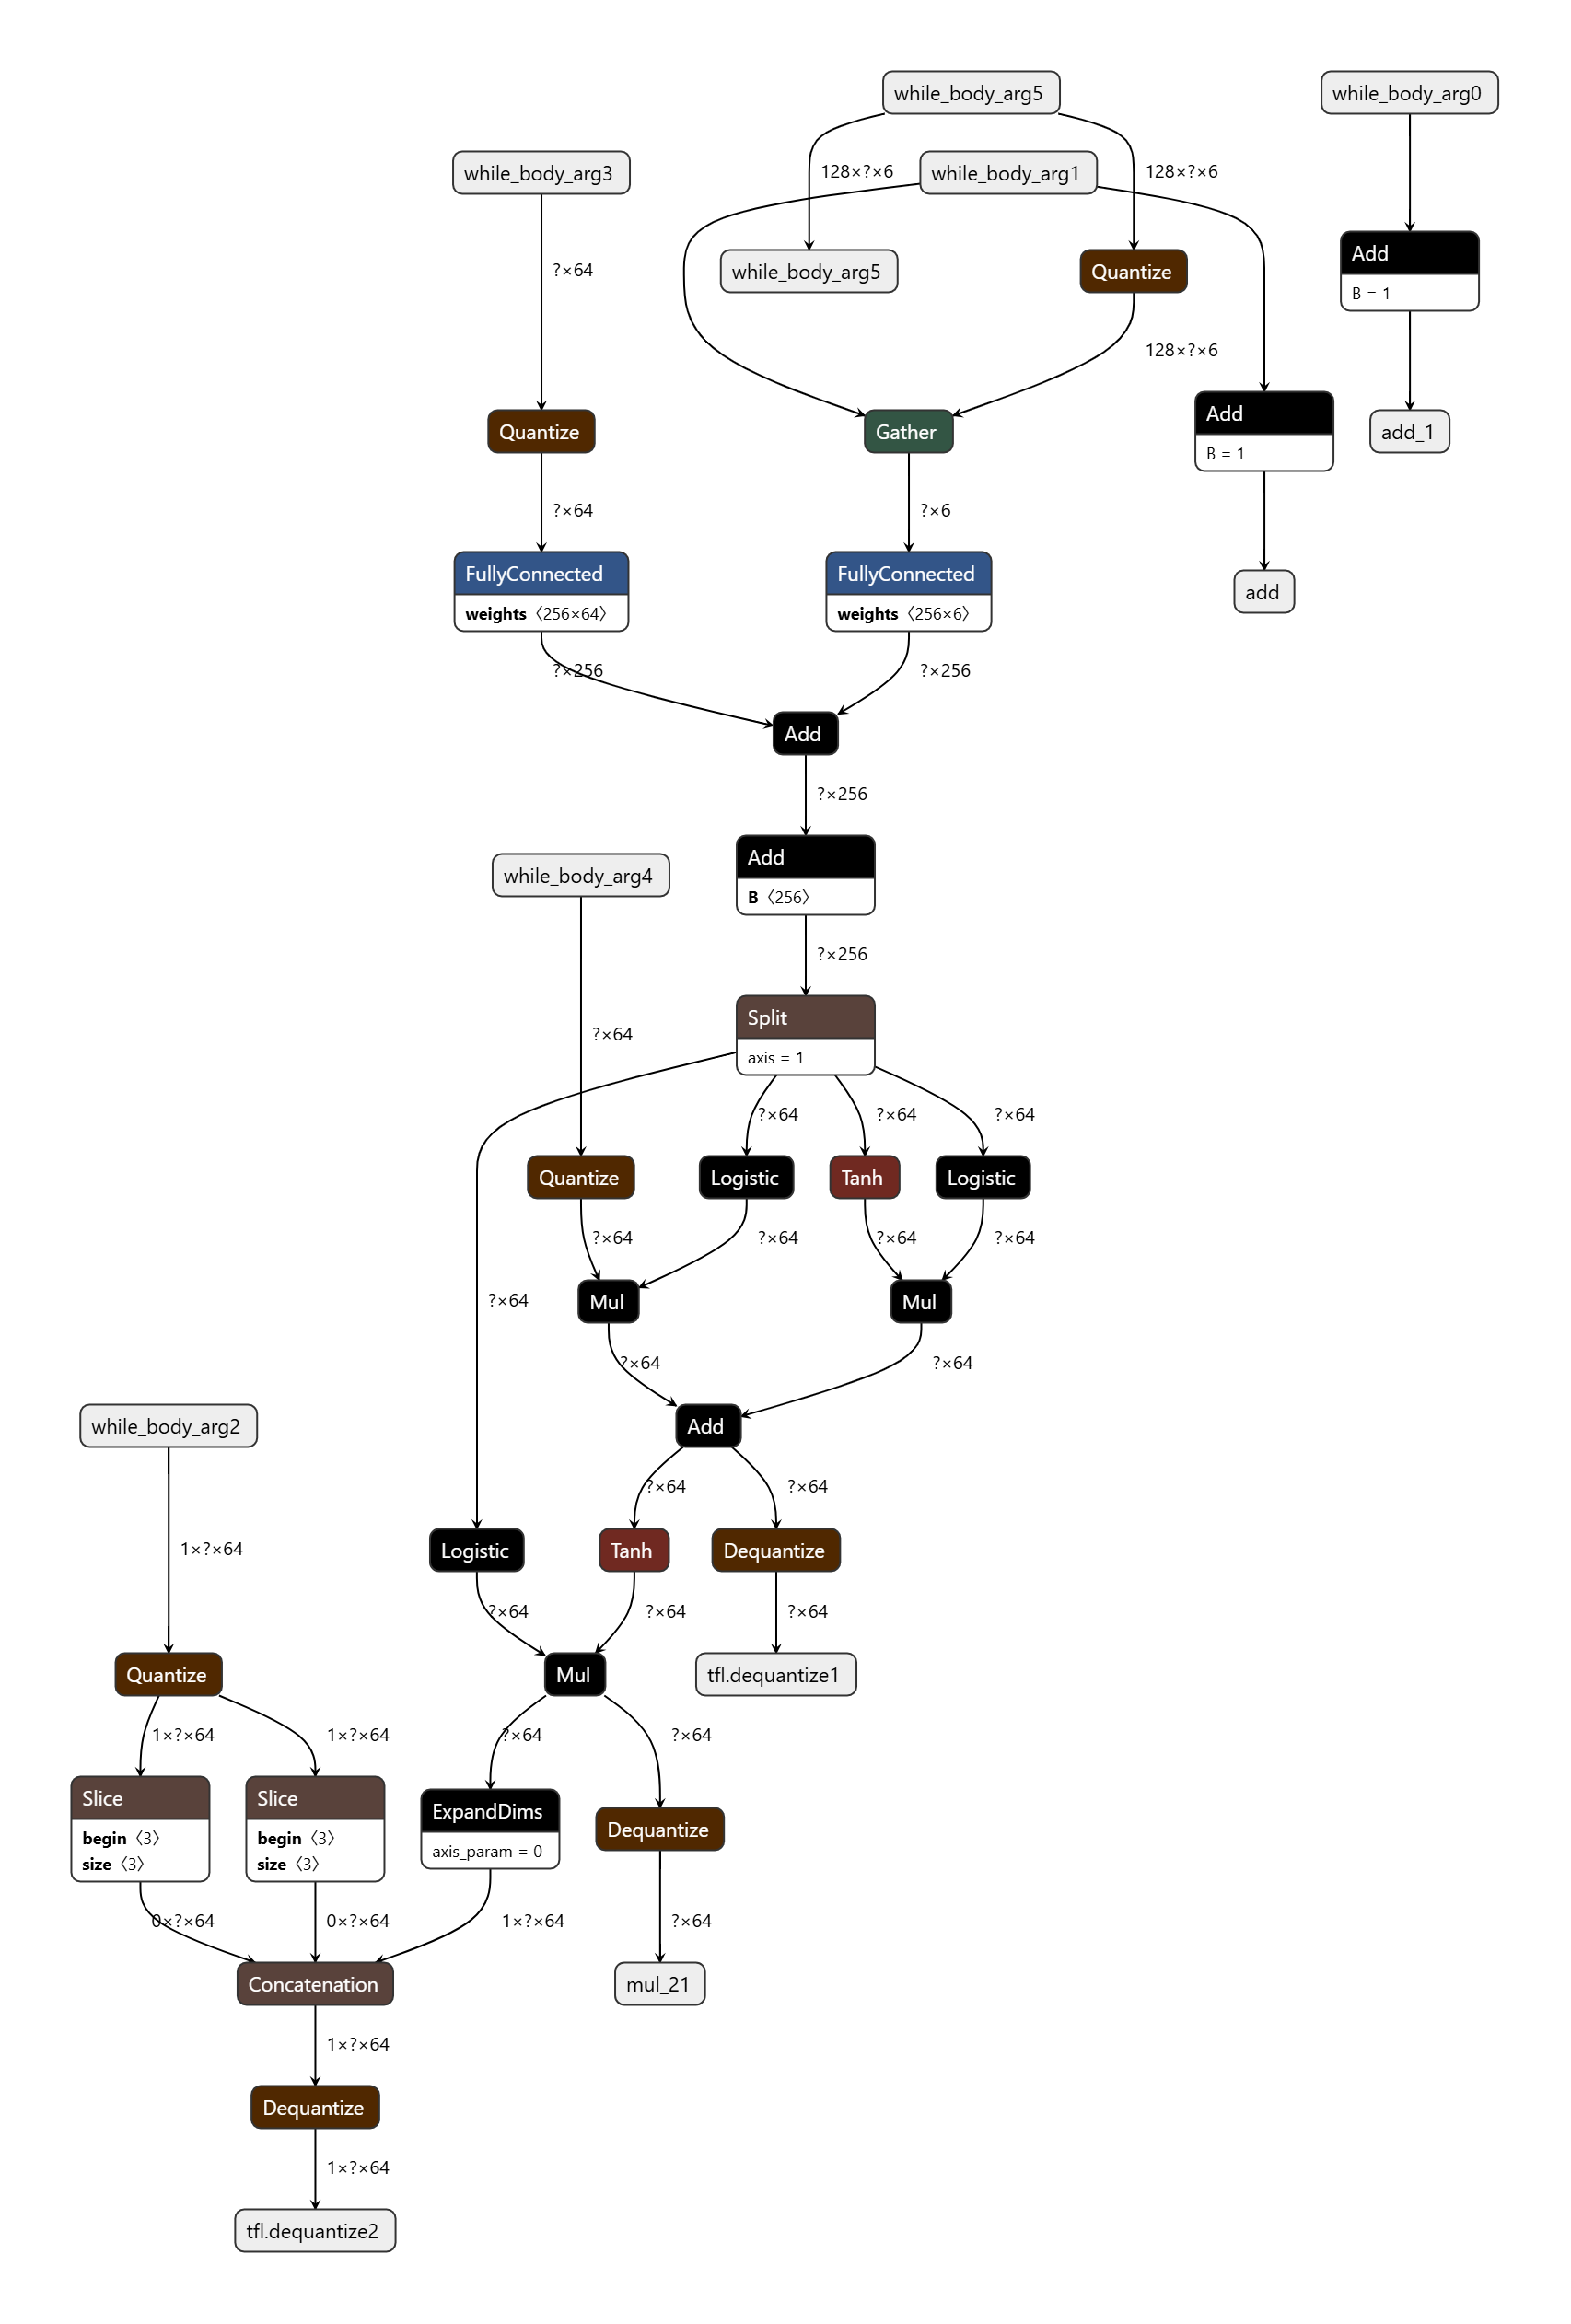 while_body_arg5
while_body_arg0
while_body_arg3
128×?×6
while_body_arg1
128×?×6
?×64
while_body_arg5
Quantize
Add
B = 1
128×?×6
Quantize
Gather
Add
B = 1
add_1
?×64
?×6
FullyConnected
weights〈256×64〉
FullyConnected
weights〈256×6〉
add
?×256
?×256
Add
?×256
while_body_arg4
Add
B〈256〉
?×256
?×64
Split
axis = 1
?×64
?×64
?×64
Quantize
Logistic
Tanh
Logistic
?×64
?×64
?×64
?×64
?×64
Mul
Mul
?×64
?×64
while_body_arg2
Add
?×64
?×64
1×?×64
Logistic
Tanh
Dequantize
?×64
?×64
?×64
Quantize
Mul
tfl.dequantize1
1×?×64
1×?×64
?×64
?×64
Slice
begin〈3〉
size〈3〉
Slice
begin〈3〉
size〈3〉
ExpandDims
axis_param = 0
Dequantize
0×?×64
0×?×64
1×?×64
?×64
Concatenation
mul_21
1×?×64
Dequantize
1×?×64
tfl.dequantize2